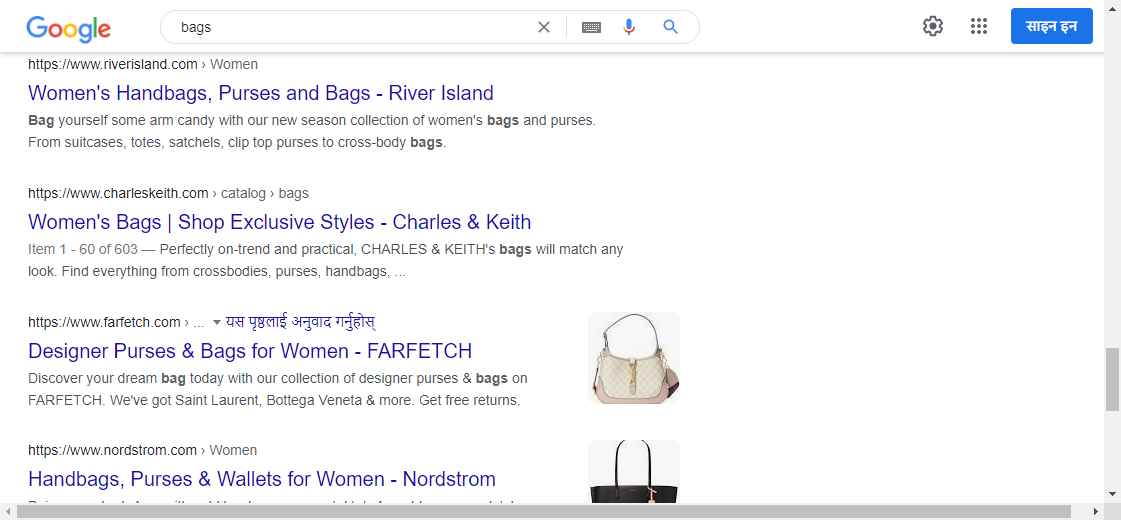 Google
bags
साइन इन
https://www.riverisland.com › Women
Women's Handbags, Purses and Bags - River Island
Bag yourself some arm candy with our new season collection of women's bags and purses.
From suitcases, totes, satchels, clip top purses to cross-body bags.
https://www.charleskeith.com › catalog › bags
Women's Bags | Shop Exclusive Styles - Charles & Keith
Item 1 - 60 of 603 — Perfectly on-trend and practical, CHARLES & KEITH's bags will match any
look. Find everything from crossbodies, purses, handbags, ...
https://www.farfetch.com › ... यस पृष्ठलाई अनुवाद गर्नुहोस्
Designer Purses & Bags for Women - FARFETCH
Discover your dream bag today with our collection of designer purses & bags on
FARFETCH. We've got Saint Laurent, Bottega Veneta & more. Get free returns.
https://www.nordstrom.com › Women
Handbags, Purses & Wallets for Women - Nordstrom